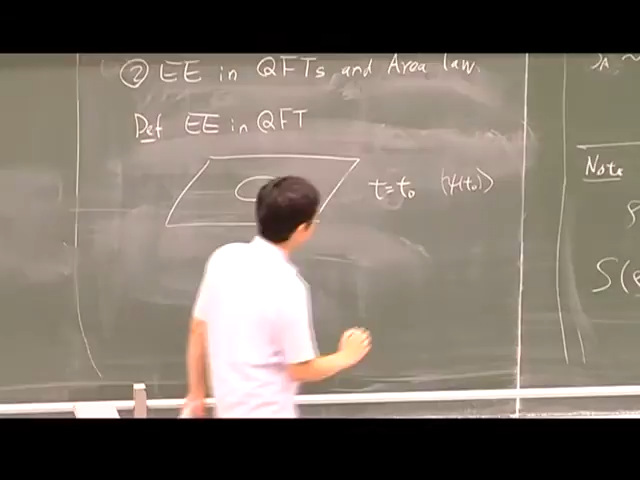 ② EE in QFTs and Area law.
Def EE in QFT
t=t₀ |ψ(t₀)⟩
Note
S(